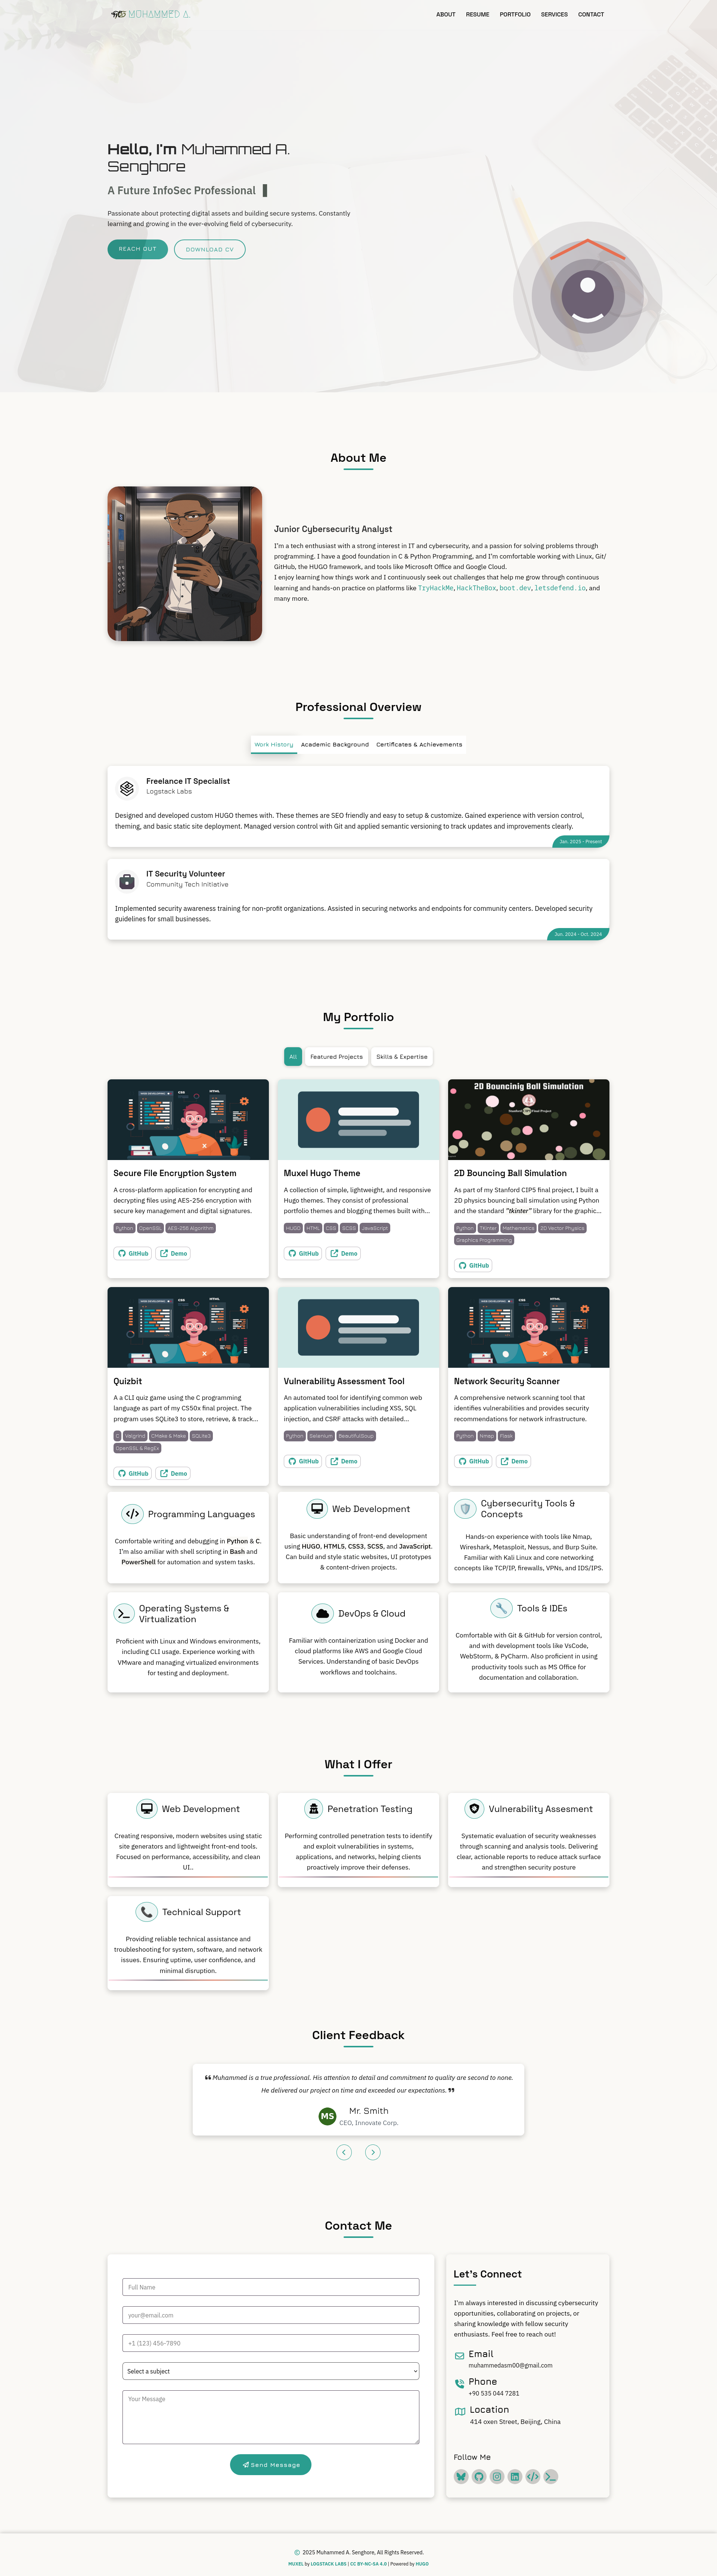 MUHAMMED A.
ABOUT RESUME PORTFOLIO SERVICES CONTACT
Hello, I'm Muhammed A.
Senghore
A Future InfoSec Professional
Passionate about protecting digital assets and building secure systems. Constantly
learning and growing in the ever-evolving field of cybersecurity.
REACH OUT DOWNLOAD CV
About Me
Junior Cybersecurity Analyst
I'm a tech enthusiast with a strong interest in IT and cybersecurity, and a passion for solving problems through
programming. I have a good foundation in C & Python Programming, and I'm comfortable working with Linux, Git/
GitHub, the HUGO framework, and tools like Microsoft Office and Google Cloud.
I enjoy learning how things work and I continuously seek out challenges that help me grow through continuous
learning and hands-on practice on platforms like TryHackMe, HackTheBox, boot.dev, letsdefend.io, and
many more.
Professional Overview
Work History Academic Background Certificates & Achievements
Freelance IT Specialist
Logstack Labs
Designed and developed custom HUGO themes with. These themes are SEO friendly and easy to setup & customize. Gained experience with version control,
theming, and basic static site deployment. Managed version control with Git and applied semantic versioning to track updates and improvements clearly.
Jan. 2025 - Present
IT Security Volunteer
Community Tech Initiative
Implemented security awareness training for non-profit organizations. Assisted in securing networks and endpoints for community centers. Developed security
guidelines for small businesses.
Jun. 2024 - Oct. 2024
My Portfolio
All Featured Projects Skills & Expertise
Secure File Encryption System
A cross-platform application for encrypting and
decrypting files using AES-256 encryption with
secure key management and digital signatures.
Python OpenSSL AES-256 Algorithm
GitHub Demo
Muxel Hugo Theme
A collection of simple, lightweight, and responsive
Hugo themes. They consist of professional
portfolio themes and blogging themes built with...
HUGO HTML CSS SCSS JavaScript
GitHub Demo
2D Bouncing Ball Simulation
Stanford CIP5 Final Project
2D Bouncing Ball Simulation
As part of my Stanford CIP5 final project, I built a
2D physics bouncing ball simulation using Python
and the standard "tkinter" library for the graphic...
Python TKinter Mathematics 2D Vector Physics
Graphics Programming
GitHub
Quizbit
A a CLI quiz game using the C programming
language as part of my CS50x final project. The
program uses SQLite3 to store, retrieve, & track...
C Valgrind CMake & Make SQLite3
OpenSSL & RegEx
GitHub Demo
Vulnerability Assessment Tool
An automated tool for identifying common web
application vulnerabilities including XSS, SQL
injection, and CSRF attacks with detailed...
Python Selenium BeautifulSoup
GitHub Demo
Network Security Scanner
A comprehensive network scanning tool that
identifies vulnerabilities and provides security
recommendations for network infrastructure.
Python Nmap Flask
GitHub Demo
Programming Languages
Comfortable writing and debugging in Python & C.
I'm also amiliar with shell scripting in Bash and
PowerShell for automation and system tasks.
Web Development
Basic understanding of front-end development
using HUGO, HTML5, CSS3, SCSS, and JavaScript.
Can build and style static websites, UI prototypes
& content-driven projects.
Cybersecurity Tools &
Concepts
Hands-on experience with tools like Nmap,
Wireshark, Metasploit, Nessus, and Burp Suite.
Familiar with Kali Linux and core networking
concepts like TCP/IP, firewalls, VPNs, and IDS/IPS.
Operating Systems &
Virtualization
Proficient with Linux and Windows environments,
including CLI usage. Experience working with
VMware and managing virtualized environments
for testing and deployment.
DevOps & Cloud
Familiar with containerization using Docker and
cloud platforms like AWS and Google Cloud
Services. Understanding of basic DevOps
workflows and toolchains.
Tools & IDEs
Comfortable with Git & GitHub for version control,
and with development tools like VsCode,
WebStorm, & PyCharm. Also proficient in using
productivity tools such as MS Office for
documentation and collaboration.
What I Offer
Web Development
Creating responsive, modern websites using static
site generators and lightweight front-end tools.
Focused on performance, accessibility, and clean
UI..
Penetration Testing
Performing controlled penetration tests to identify
and exploit vulnerabilities in systems,
applications, and networks, helping clients
proactively improve their defenses.
Vulnerability Assesment
Systematic evaluation of security weaknesses
through scanning and analysis tools. Delivering
clear, actionable reports to reduce attack surface
and strengthen security posture
Technical Support
Providing reliable technical assistance and
troubleshooting for system, software, and network
issues. Ensuring uptime, user confidence, and
minimal disruption.
Client Feedback
Muhammed is a true professional. His attention to detail and commitment to quality are second to none.
He delivered our project on time and exceeded our expectations.
MS
Mr. Smith
CEO, Innovate Corp.
Contact Me
Full Name
your@email.com
+1 (123) 456-7890
Select a subject
Your Message
Send Message
Let's Connect
I'm always interested in discussing cybersecurity
opportunities, collaborating on projects, or
sharing knowledge with fellow security
enthusiasts. Feel free to reach out!
Email
muhammedasm00@gmail.com
Phone
+90 535 044 7281
Location
414 oxen Street, Beijing, China
Follow Me
© 2025 Muhammed A. Senghore, All Rights Reserved.
MUXEL by LOGSTACK LABS | CC BY-NC-SA 4.0 | Powered by HUGO